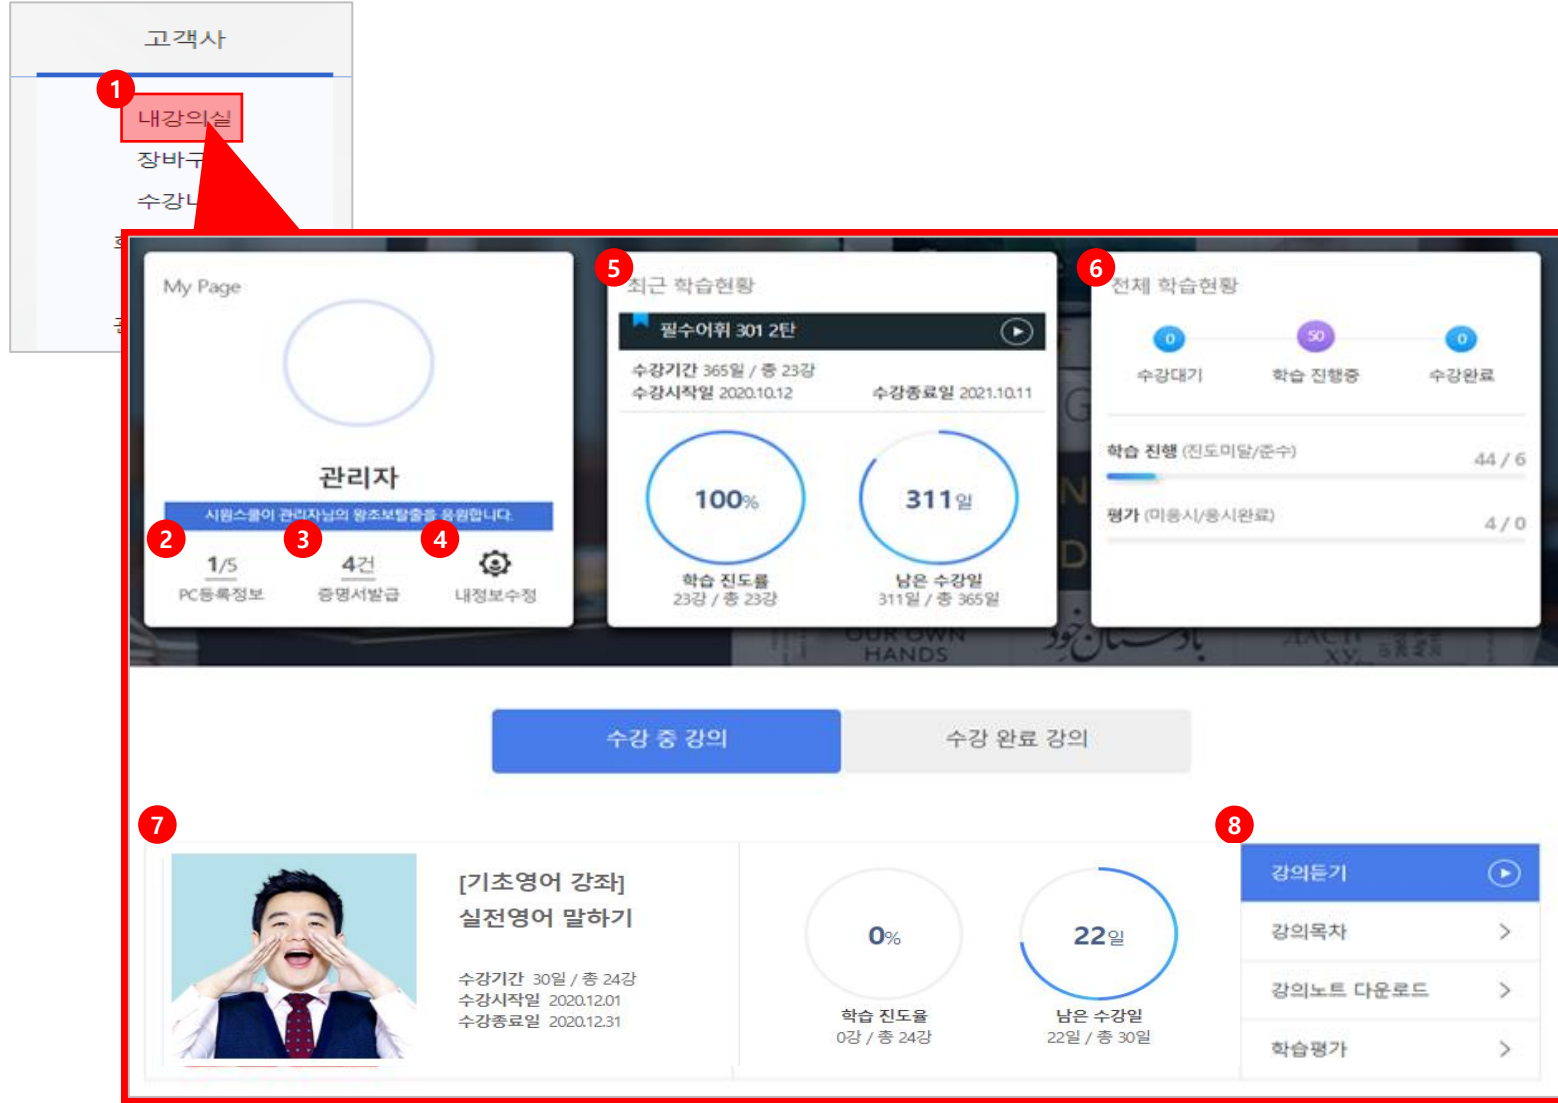 고객사
1
내강의실
장바구
수강
My Page
관리자
시원스쿨이 관리자님의 왕초보탈출을 응원합니다.
2
1/5
PC등록정보
3
4건
증명서발급
4
내정보수정
5
최근 학습현황
필수어휘 301 2탄
수강기간 365일 / 총 23강
수강시작일 2020.10.12 수강종료일 2021.10.11
100%
학습 진도률
23강 / 총 23강
311일
남은 수강일
311일 / 총 365일
6
전체 학습현황
0 50 0
수강대기 학습 진행중 수강완료
학습 진행 (진도미달/준수) 44 / 6
평가 (미응시/응시완료) 4 / 0
OUR OWN
HANDS
수강 중 강의 수강 완료 강의
7
[기초영어 강좌]
실전영어 말하기
수강기간 30일 / 총 24강
수강시작일 2020.12.01
수강종료일 2020.12.31
0%
학습 진도율
0강 / 총 24강
22일
남은 수강일
22일 / 총 30일
8
강의듣기
강의목차
강의노트 다운로드
학습평가